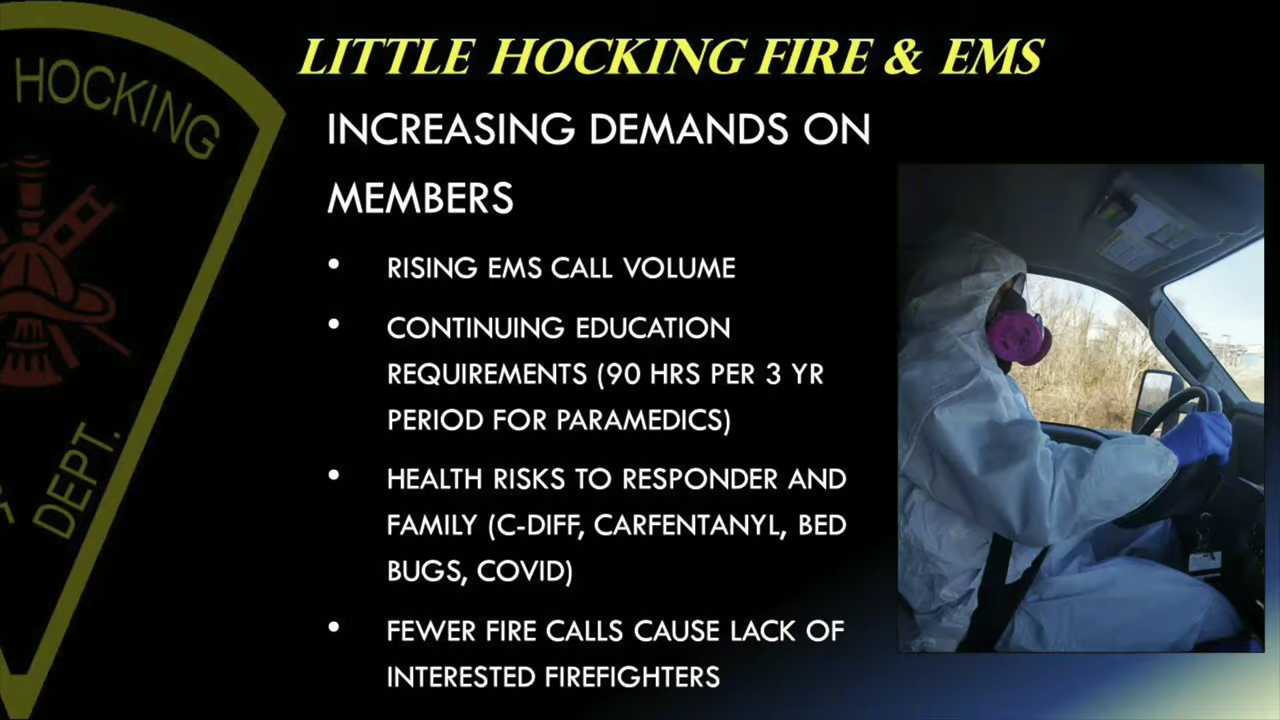 HOCKING
DEPT.
LITTLE HOCKING FIRE & EMS
INCREASING DEMANDS ON
MEMBERS
• RISING EMS CALL VOLUME
• CONTINUING EDUCATION
REQUIREMENTS (90 HRS PER 3 YR
PERIOD FOR PARAMEDICS)
• HEALTH RISKS TO RESPONDER AND
FAMILY (C-DIFF, CARFENTANYL, BED
BUGS, COVID)
• FEWER FIRE CALLS CAUSE LACK OF
INTERESTED FIREFIGHTERS